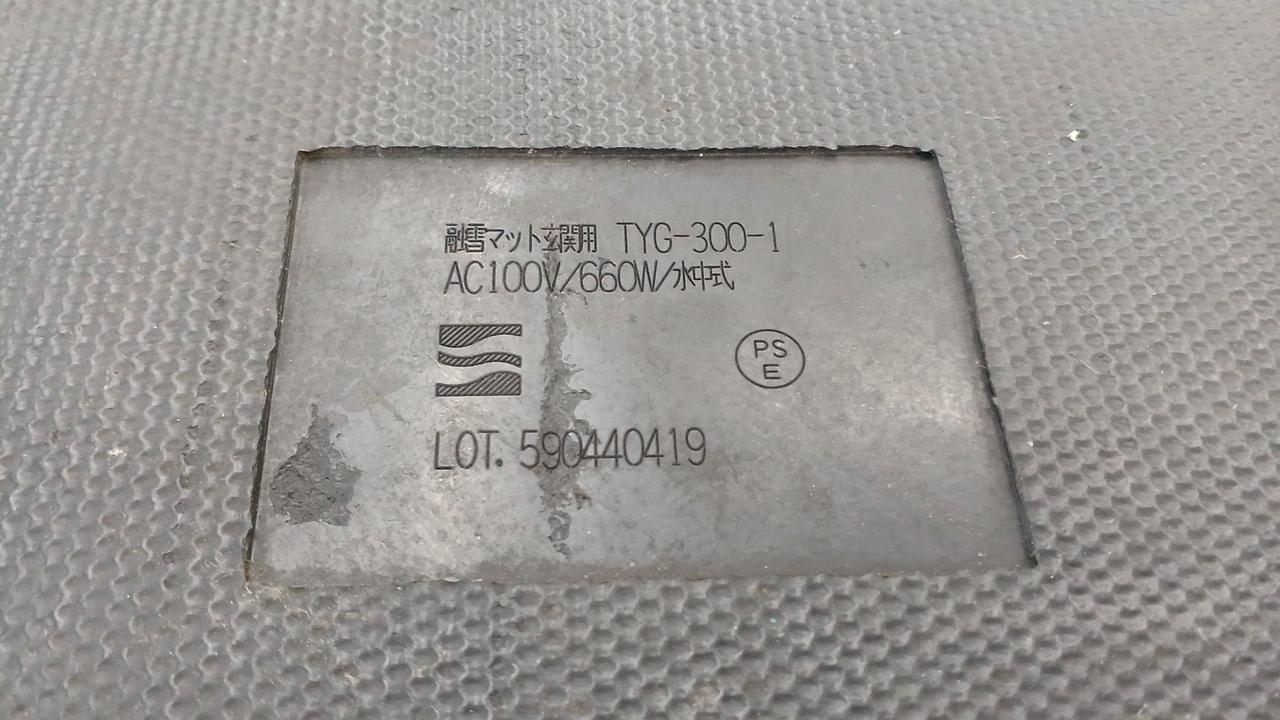 融雪マット玄関用 TYG-300-1
AC100V/660W/水中式
PS
E
LOT. 590440419